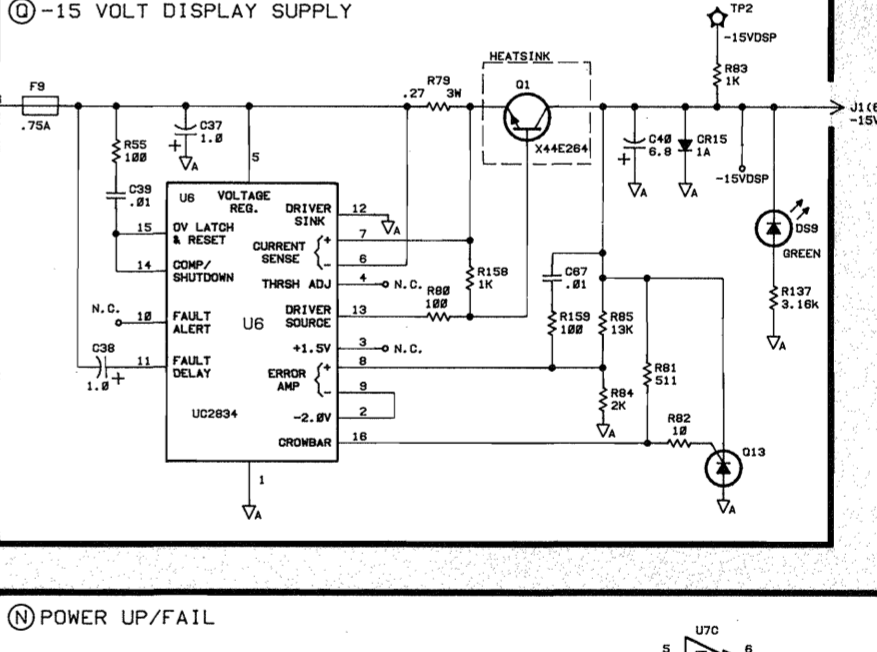 Q -15 VOLT DISPLAY SUPPLY
TP2
-15VDSP
HEATSINK
F9
.75A
R79
.27 3W
Q1
X44E264
R83
1K
J1(6
-15V
R55
100
C37
1.0
+
A
5
C40
6.8
+
A
CR15
1A
A
-15VDSP
C39
.01
U6
VOLTAGE
REG.
DRIVER
SINK
12
A
15
OV LATCH
& RESET
CURRENT
SENSE
+
7
-
6
14
COMP/
SHUTDOWN
THRSH ADJ
4
N.C.
R158
1K
R80
100
DS9
GREEN
C67
.01
N.C.
10
FAULT
ALERT
U6
DRIVER
SOURCE
13
R159
100
R85
13K
R137
3.16k
A
+1.5V
3
N.C.
C38
1.0
+
11
FAULT
DELAY
ERROR
AMP
+
8
-
9
R81
511
R84
2K
A
UC2834
-2.0V
2
R82
10
CROWBAR
16
Q13
A
1
A
N POWER UP/FAIL
U7C
5
6